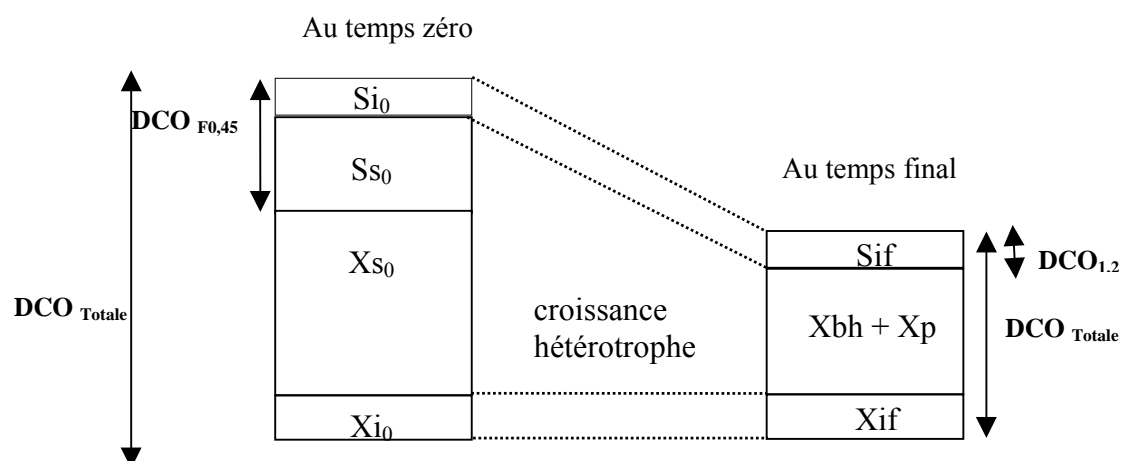 Au temps zéro
Si0
DCO F0,45
Ss0
Au temps final
Xs0
Sif
DCO1.2
DCO Totale
croissance
hétérotrophe
Xbh + Xp
DCO Totale
Xi0
Xif